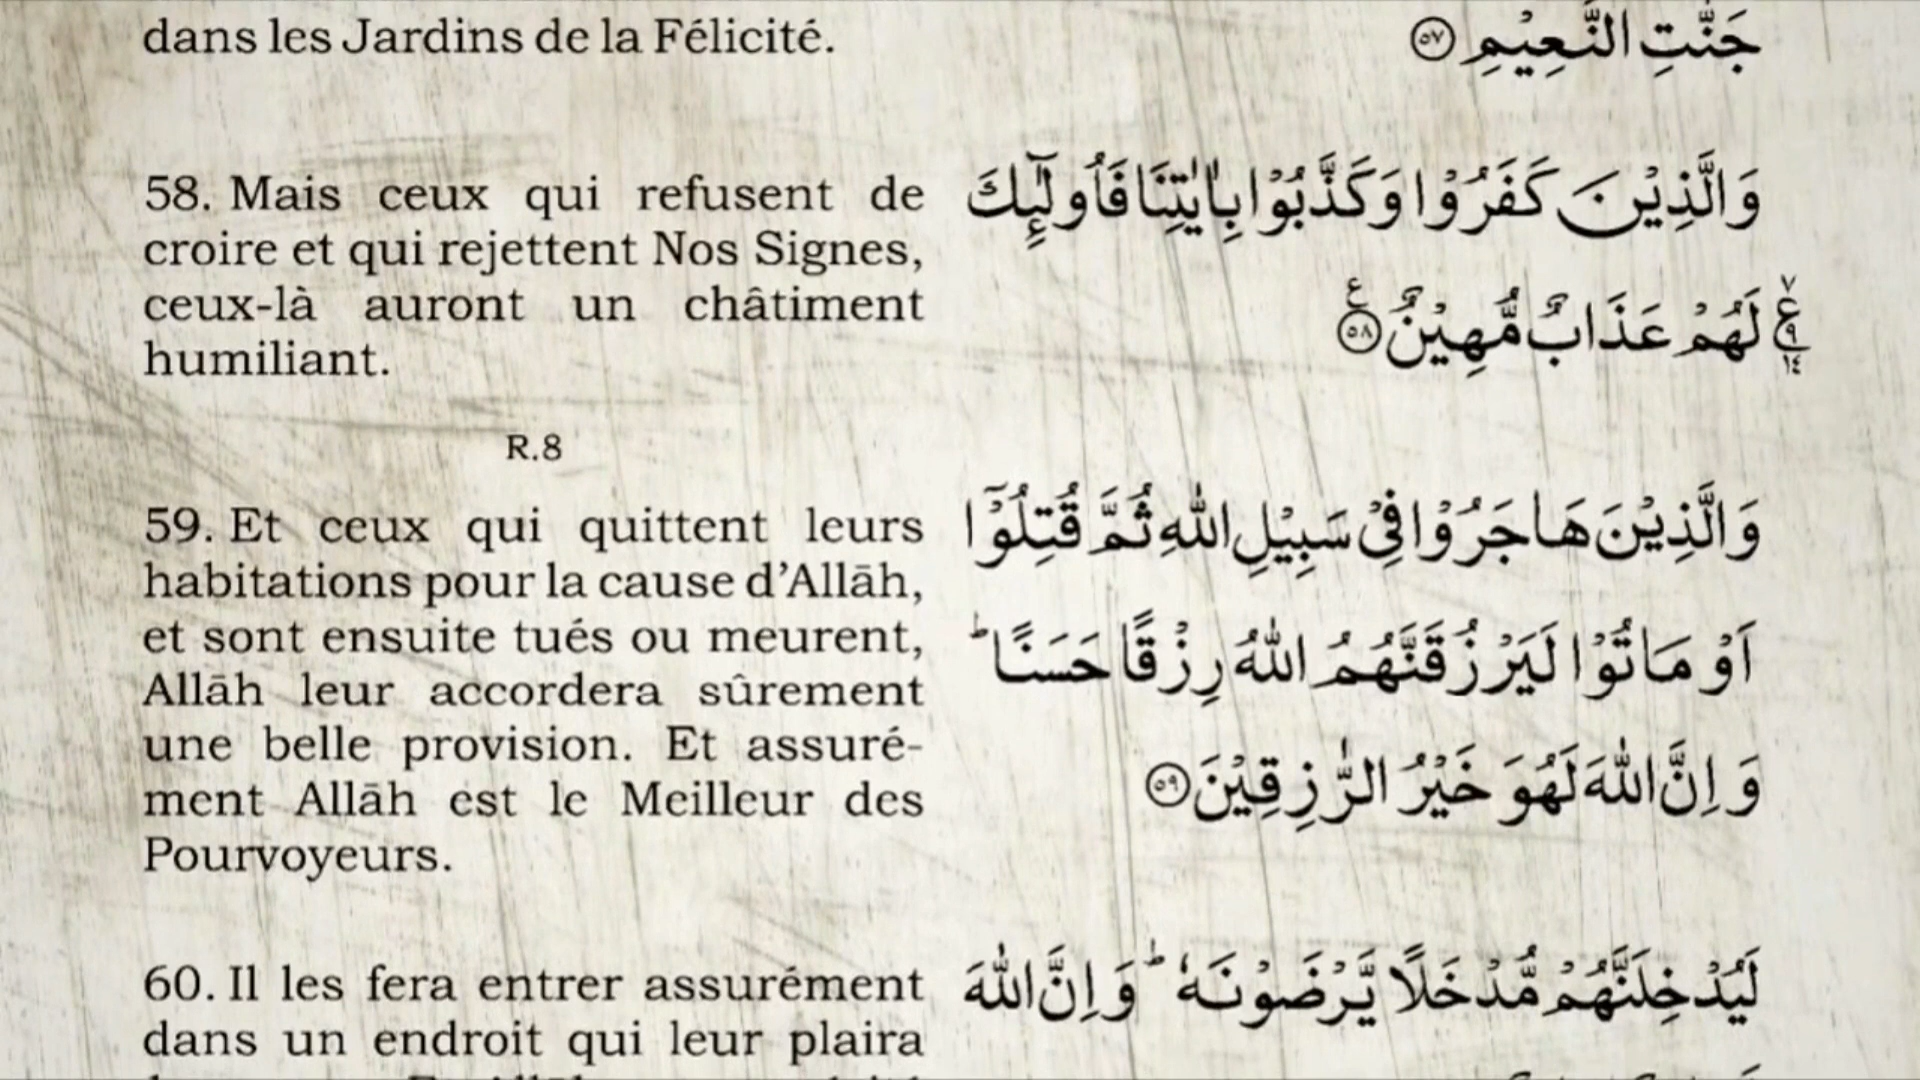 dans les Jardins de la Félicité.
جَنّٰتِ النَّعِيْمِ ۝۵۷
58. Mais ceux qui refusent de
croire et qui rejettent Nos Signes,
ceux-là auront un châtiment
humiliant.
وَالَّذِيْنَ كَفَرُوْا وَكَذَّبُوْا بِاٰيٰتِنَا فَاُولٰٓئِكَ
لَهُمْ عَذَابٌ مُّهِيْنٌ ۝۵۸
R.8
59. Et ceux qui quittent leurs
habitations pour la cause d’Allāh,
et sont ensuite tués ou meurent,
Allāh leur accordera sûrement
une belle provision. Et assuré-
ment Allāh est le Meilleur des
Pourvoyeurs.
وَالَّذِيْنَ هَاجَرُوْا فِيْ سَبِيْلِ اللّٰهِ ثُمَّ قُتِلُوْٓا
اَوْ مَاتُوْا لَيَرْزُقَنَّهُمُ اللّٰهُ رِزْقًا حَسَنًا ؕ
وَ اِنَّ اللّٰهَ لَهُوَ خَيْرُ الرّٰزِقِيْنَ ۝۵۹
60. Il les fera entrer assurément
dans un endroit qui leur plaira
لَيُدْخِلَنَّهُمْ مُّدْخَلًا يَّرْضَوْنَهٗ ؕ وَ اِنَّ اللّٰهَ